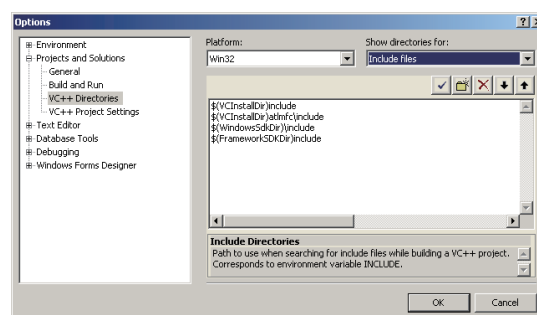 Options
Environment
Projects and Solutions
General
Build and Run
VC++ Directories
VC++ Project Settings
Text Editor
Database Tools
Debugging
Windows Forms Designer
Platform:
Win32
Show directories for:
Include files
$(VCInstallDir)include
$(VCInstallDir)atlmfc\include
$(WindowsSdkDir)\include
$(FrameworkSDKDir)include
Include Directories
Path to use when searching for include files while building a VC++ project.
Corresponds to environment variable INCLUDE.
OK
Cancel